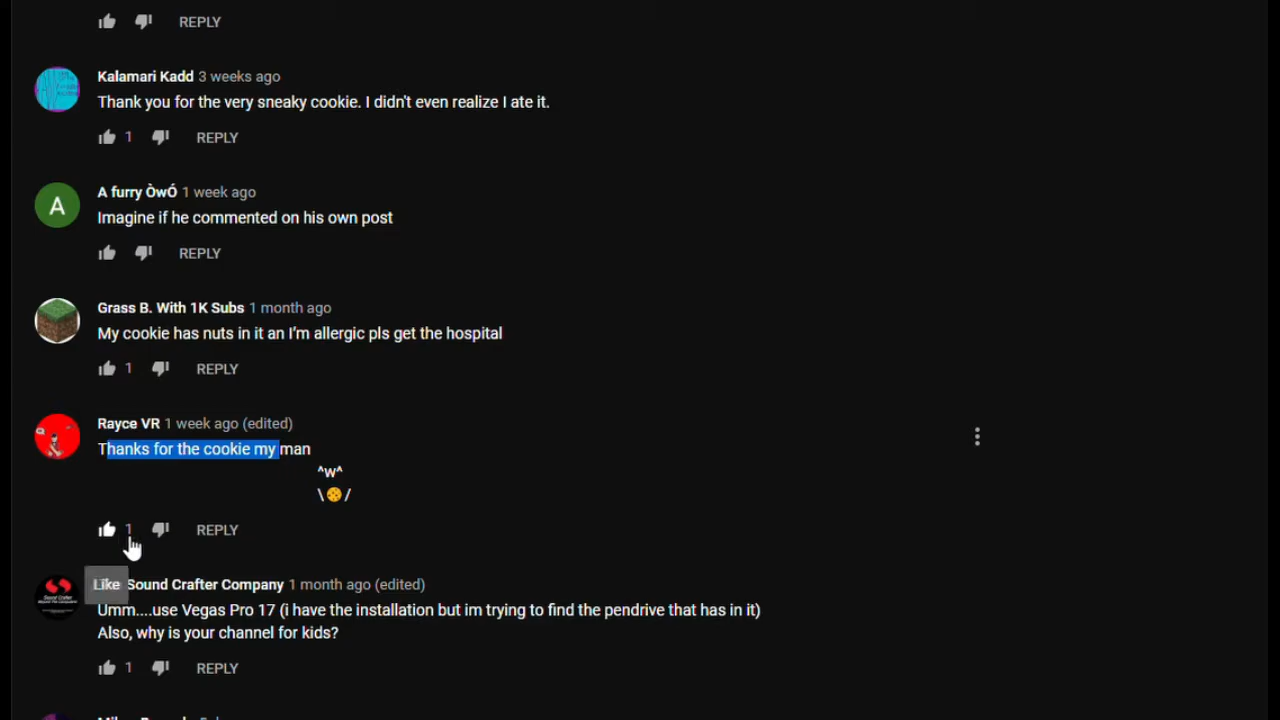 REPLY
Kalamari Kadd 3 weeks ago
Thank you for the very sneaky cookie. I didn't even realize I ate it.
1 REPLY
A
A furry ÒwÓ 1 week ago
Imagine if he commented on his own post
REPLY
Grass B. With 1K Subs 1 month ago
My cookie has nuts in it an I'm allergic pls get the hospital
1 REPLY
Rayce VR 1 week ago (edited)
Thanks for the cookie my man
^w^
\🍪/
1 REPLY
Like
Sound Crafter Company 1 month ago (edited)
Umm....use Vegas Pro 17 (i have the installation but im trying to find the pendrive that has in it)
Also, why is your channel for kids?
1 REPLY